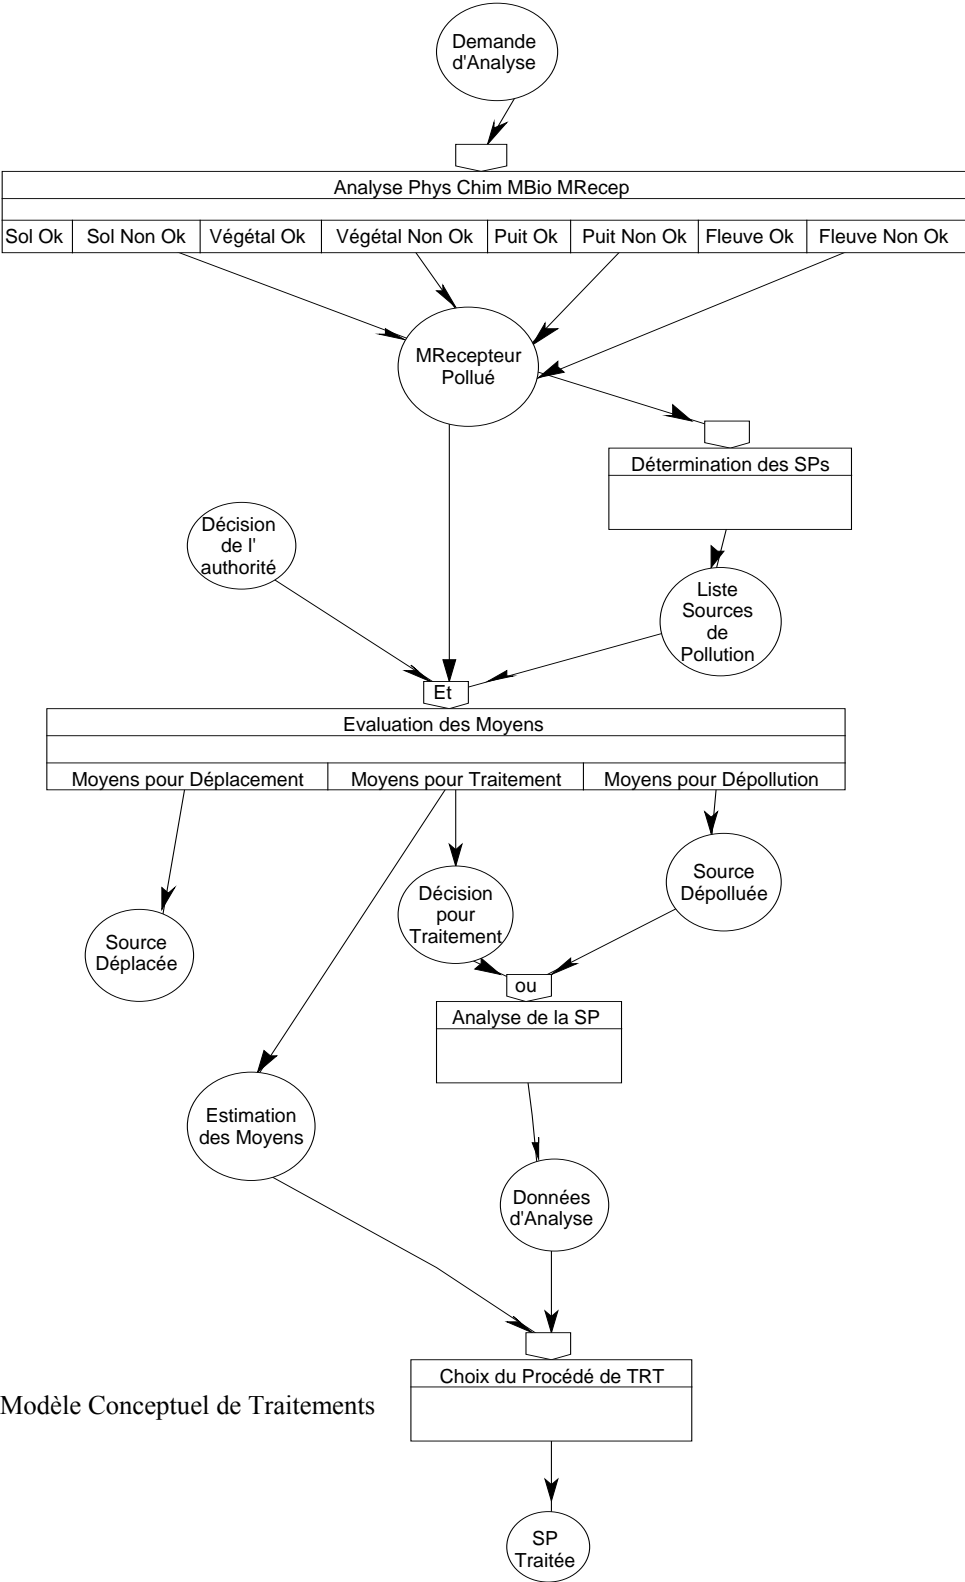 Demande
d'Analyse
Analyse Phys Chim MBio MRecep
Sol Ok Sol Non Ok Végétal Ok Végétal Non Ok Puit Ok Puit Non Ok Fleuve Ok Fleuve Non Ok
MRecepteur
Pollué
Détermination des SPs
Décision
de l'
authorité
Liste
Sources
de
Pollution
Et
Evaluation des Moyens
Moyens pour Déplacement Moyens pour Traitement Moyens pour Dépollution
Source
Dépolluée
Décision
pour
Traitement
Source
Déplacée
ou
Analyse de la SP
Estimation
des Moyens
Données
d'Analyse
Choix du Procédé de TRT
Modèle Conceptuel de Traitements
SP
Traitée